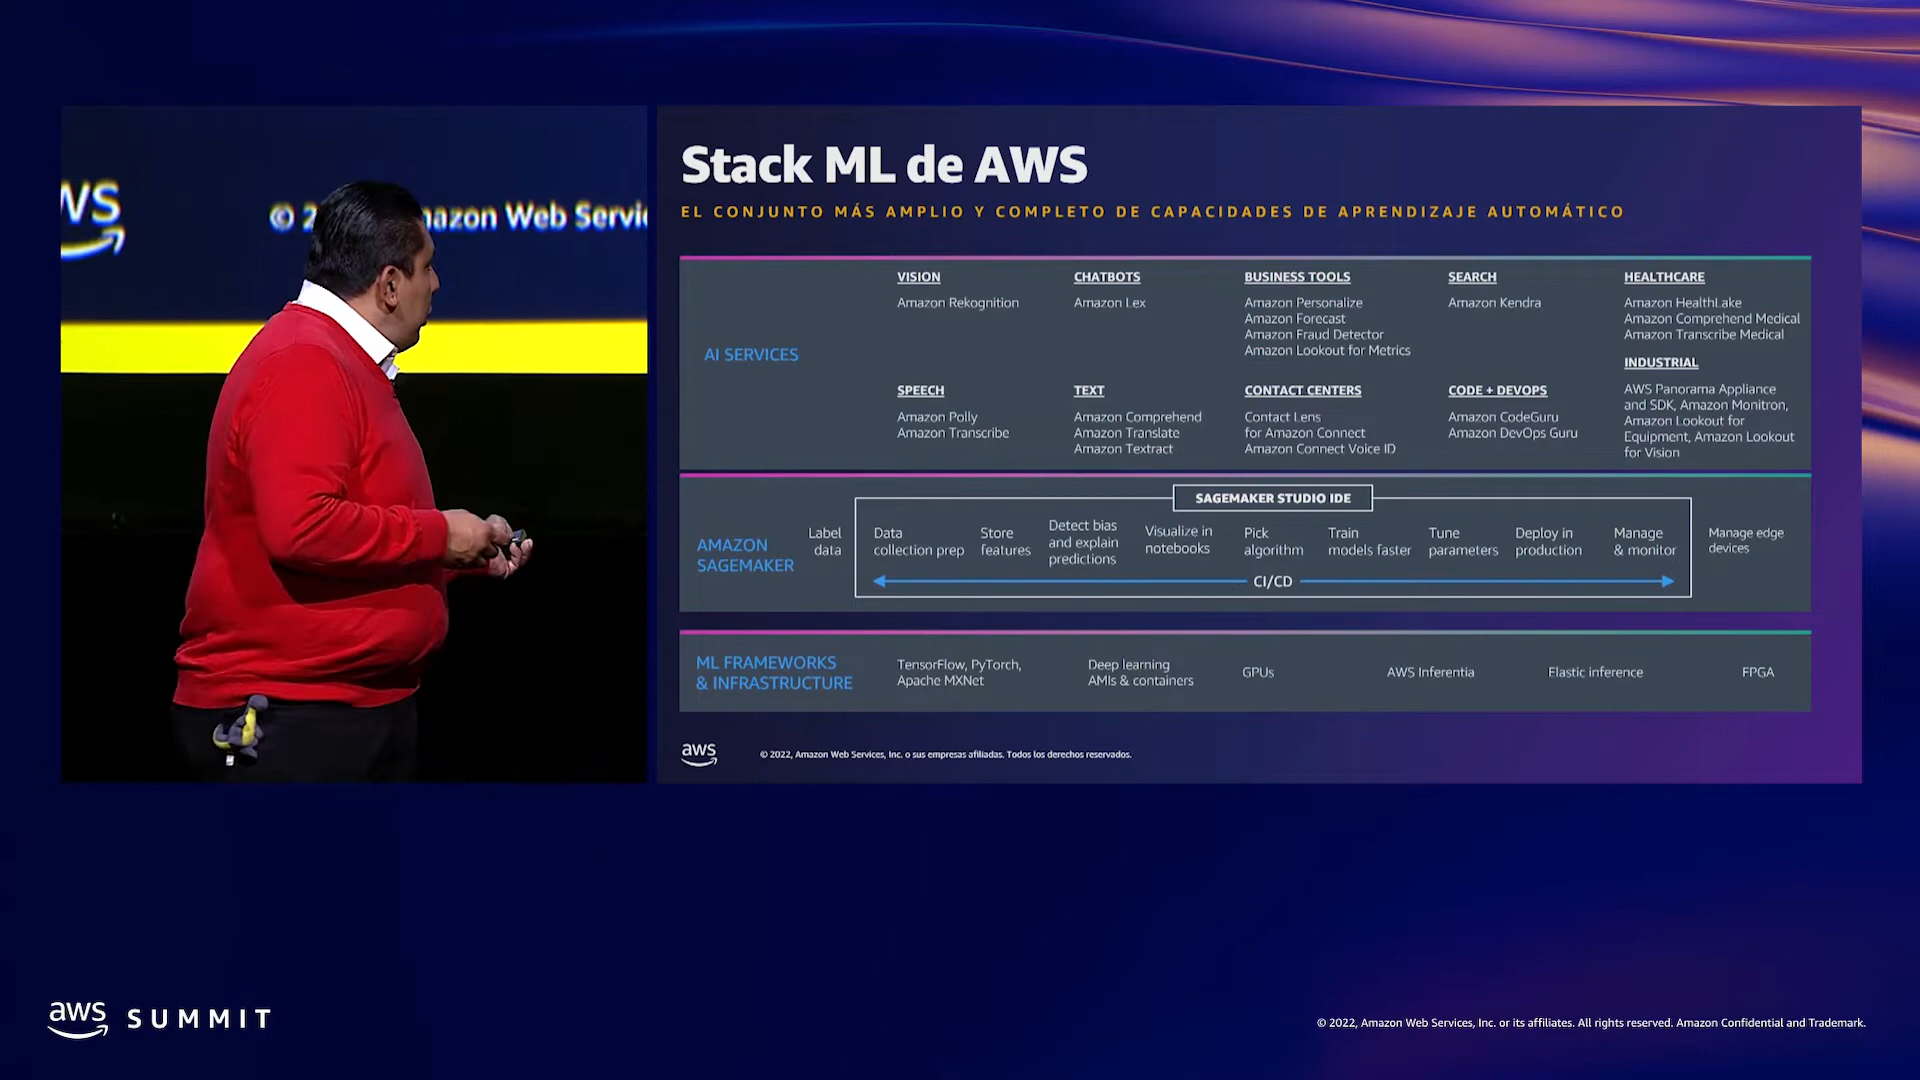 WS
© 2
mazon Web Servic
Stack ML de AWS
EL CONJUNTO MÁS AMPLIO Y COMPLETO DE CAPACIDADES DE APRENDIZAJE AUTOMÁTICO
AI SERVICES
VISION
Amazon Rekognition
CHATBOTS
Amazon Lex
BUSINESS TOOLS
Amazon Personalize
Amazon Forecast
Amazon Fraud Detector
Amazon Lookout for Metrics
SEARCH
Amazon Kendra
HEALTHCARE
Amazon HealthLake
Amazon Comprehend Medical
Amazon Transcribe Medical
SPEECH
Amazon Polly
Amazon Transcribe
TEXT
Amazon Comprehend
Amazon Translate
Amazon Textract
CONTACT CENTERS
Contact Lens
for Amazon Connect
Amazon Connect Voice ID
CODE + DEVOPS
Amazon CodeGuru
Amazon DevOps Guru
INDUSTRIAL
AWS Panorama Appliance
and SDK, Amazon Monitron,
Amazon Lookout for
Equipment, Amazon Lookout
for Vision
AMAZON
SAGEMAKER
SAGEMAKER STUDIO IDE
Label
data
Data
collection prep
Store
features
Detect bias
and explain
predictions
Visualize in
notebooks
Pick
algorithm
Train
models faster
Tune
parameters
Deploy in
production
Manage
& monitor
Manage edge
devices
CI/CD
ML FRAMEWORKS
& INFRASTRUCTURE
TensorFlow, PyTorch,
Apache MXNet
Deep learning
AMIs & containers
GPUs
AWS Inferentia
Elastic inference
FPGA
aws
© 2022, Amazon Web Services, Inc. o sus empresas afiliadas. Todos los derechos reservados.
aws SUMMIT
© 2022, Amazon Web Services, Inc. or its affiliates. All rights reserved. Amazon Confidential and Trademark.